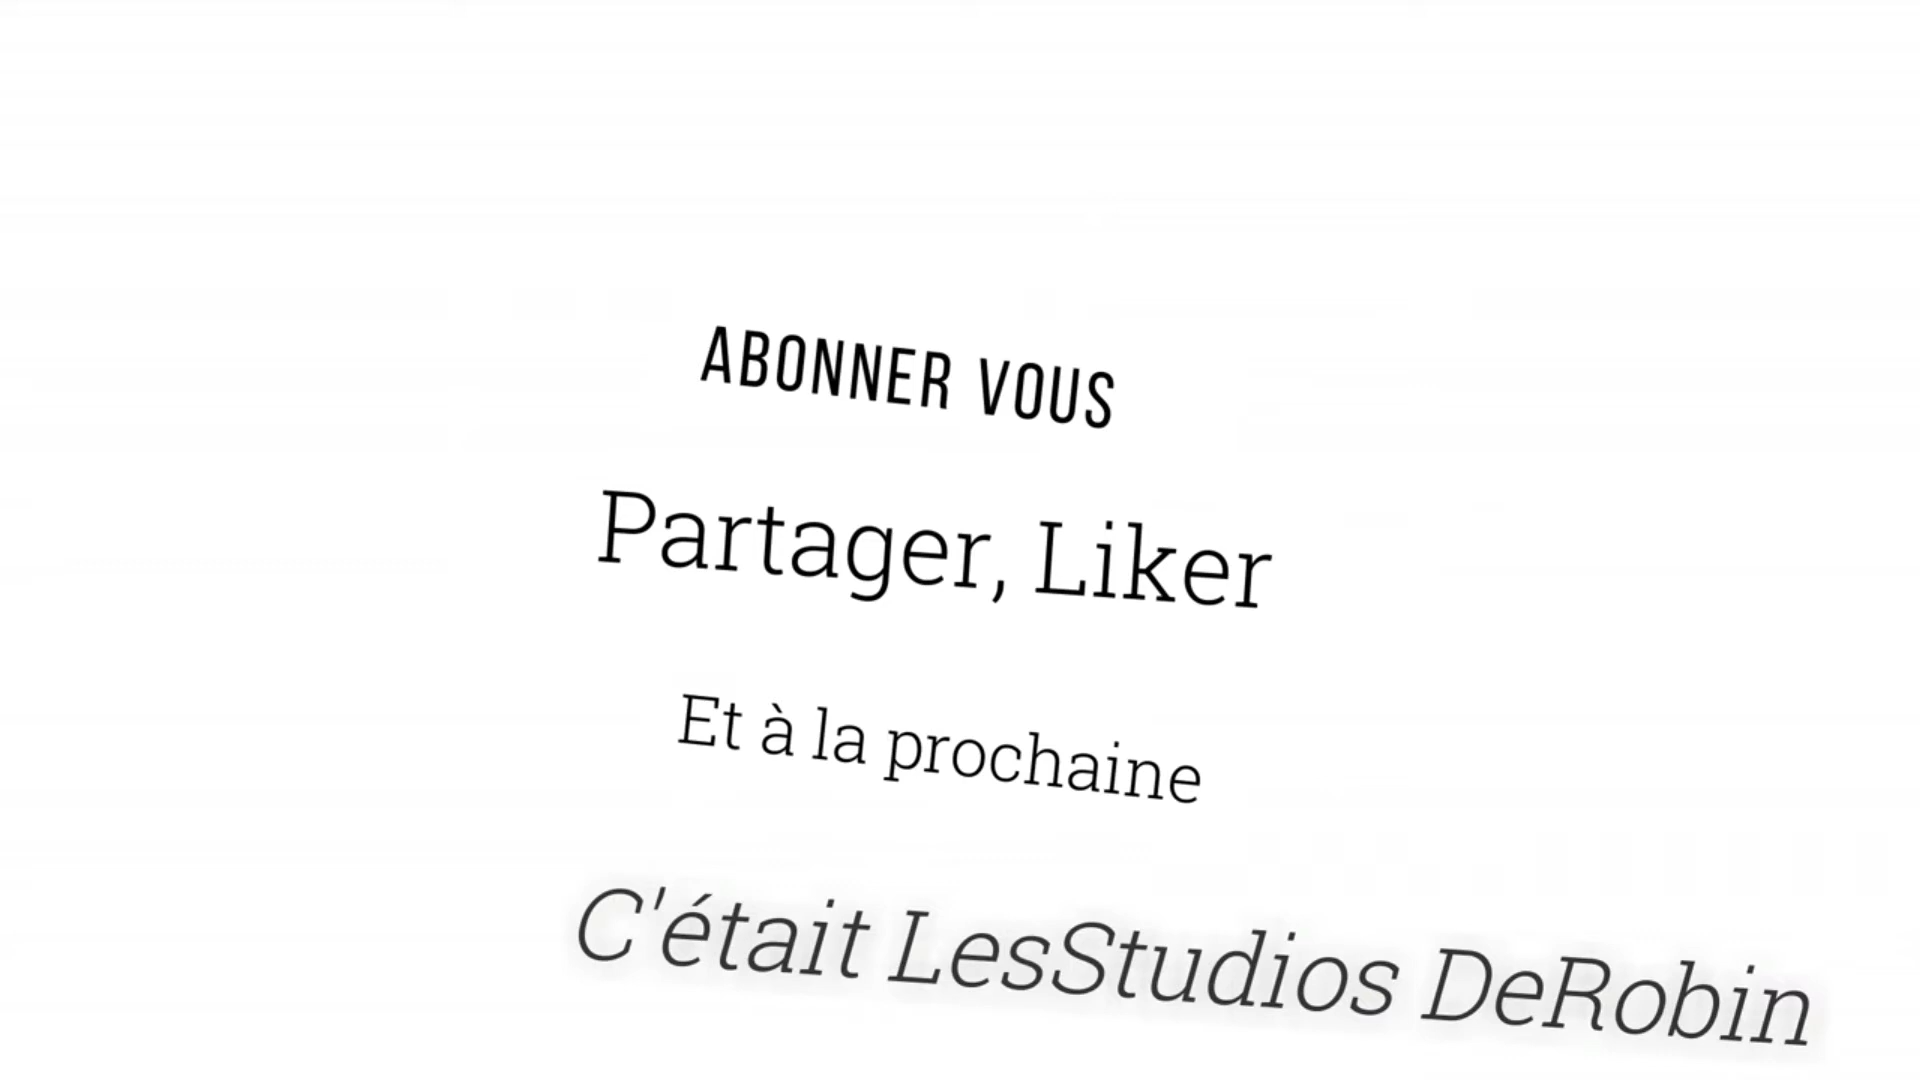 ABONNER VOUS
Partager, Liker
Et à la prochaine
C'était LesStudios DeRobin